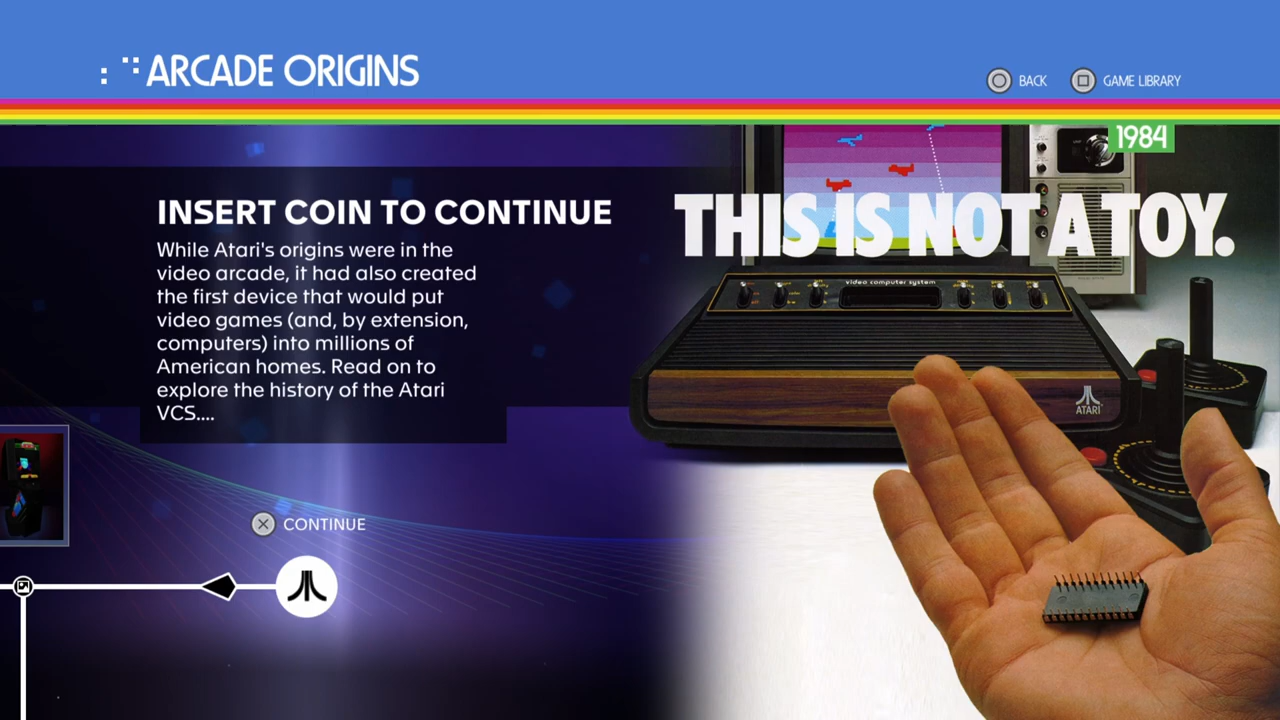 ARCADE ORIGINS
BACK
GAME LIBRARY
1984
INSERT COIN TO CONTINUE
While Atari's origins were in the
video arcade, it had also created
the first device that would put
video games (and, by extension,
computers) into millions of
American homes. Read on to
explore the history of the Atari
VCS....
THIS IS NOT A TOY.
video computer system
ATARI
CONTINUE